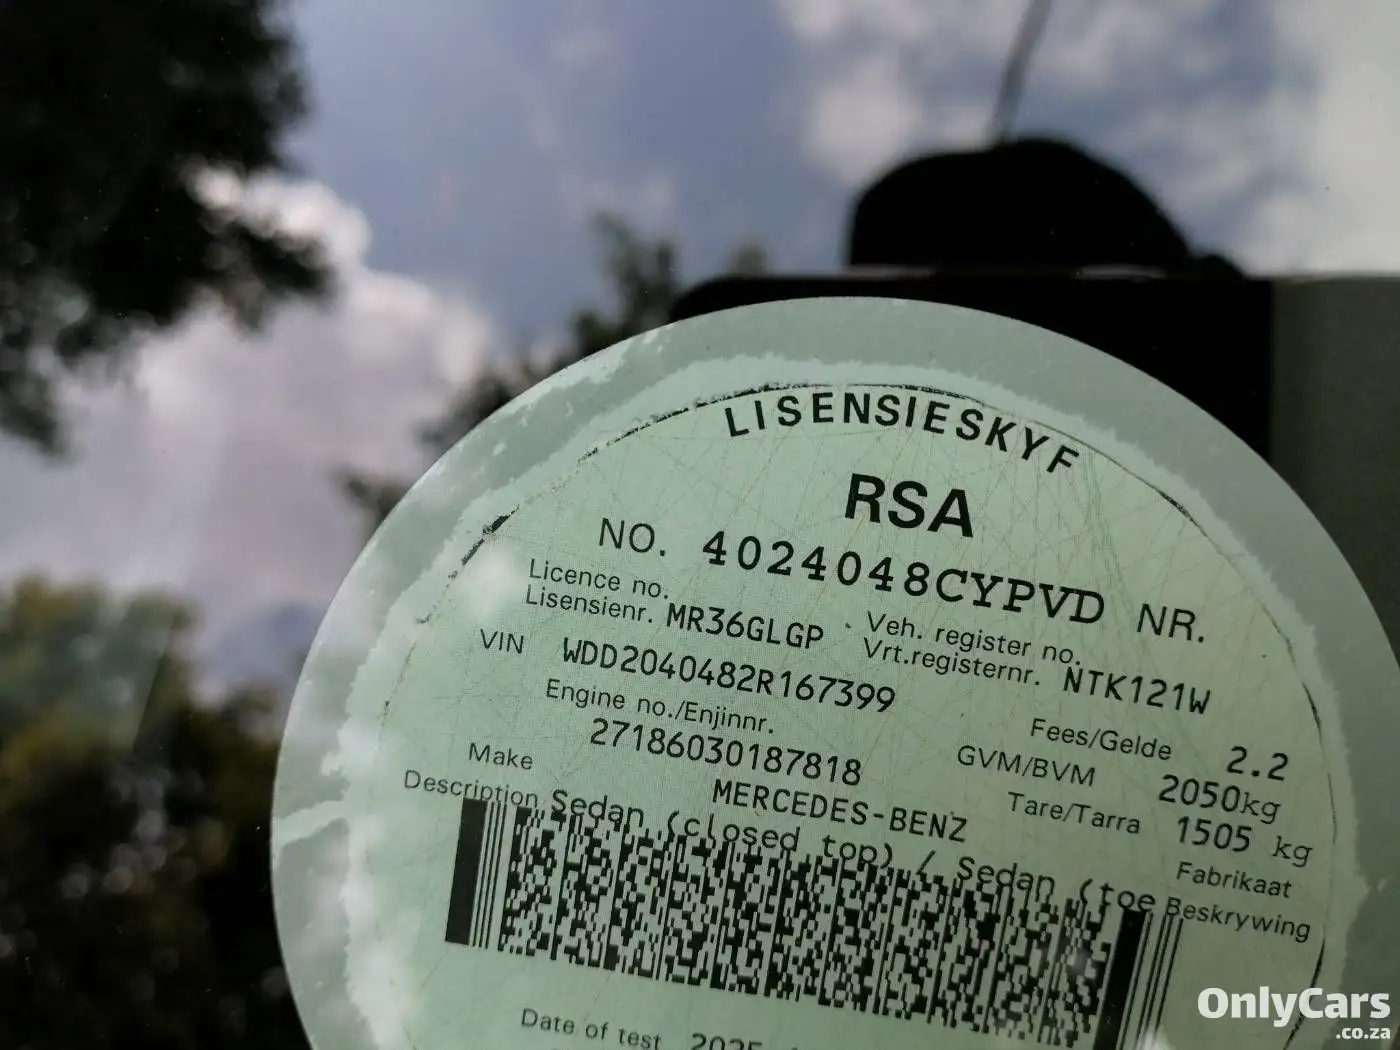 LISENSIESKYF
RSA
NO. 4024048CYPVD NR.
Licence no.
Lisensienr. MR36GLGP
Veh. register no.
Vrt.registernr. NTK121W
VIN WDD2040482R167399
Engine no./Enjinnr.
27186030187818
Fees/Gelde 2.2
GVM/BVM 2050kg
Tare/Tarra 1505 kg
Make MERCEDES-BENZ Fabrikaat
Description Sedan (closed top) / Sedan (toe Beskrywing
Date of test 2025
OnlyCars
.co.za